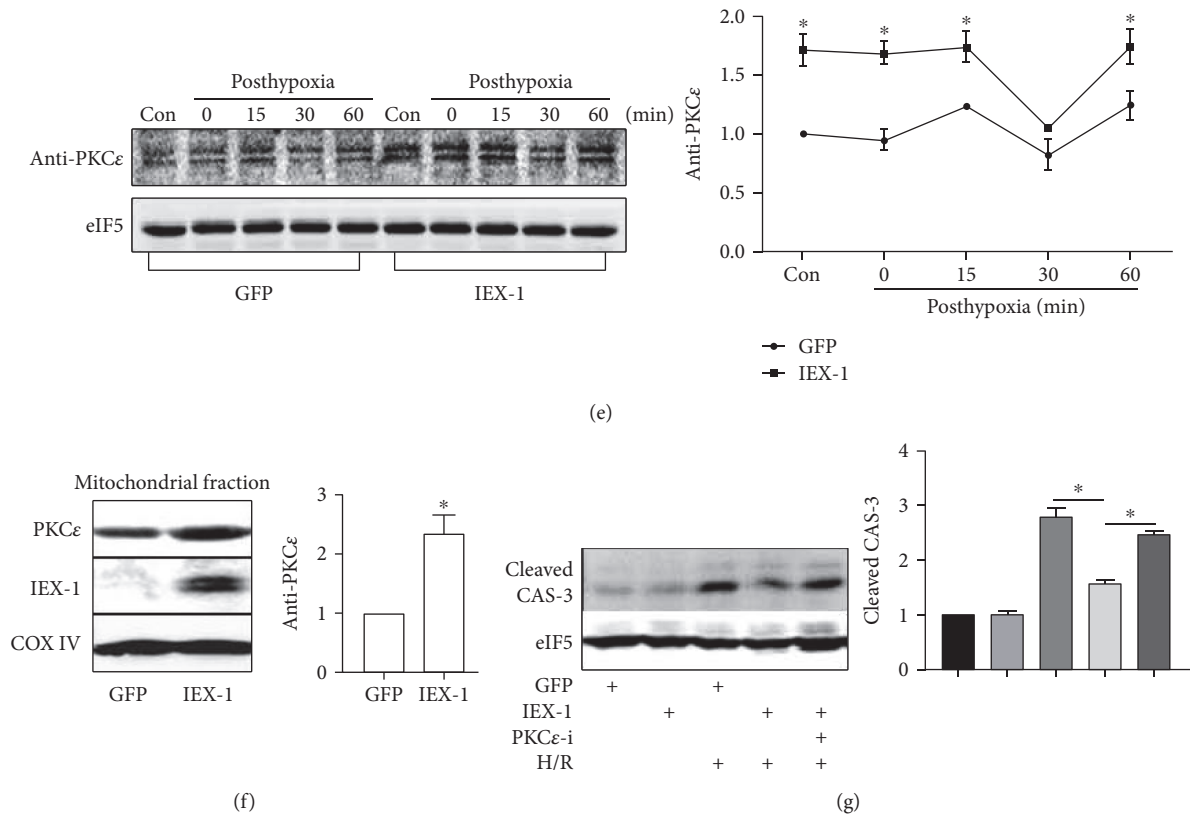 Posthypoxia Posthypoxia
Con 0 15 30 60 Con 0 15 30 60 (min)
Anti-PKCε
eIF5
GFP IEX-1
2.0
1.5
1.0
0.5
0.0
Anti-PKCε
* * * *
Con 0 15 30 60
Posthypoxia (min)
GFP
IEX-1
(e)
Mitochondrial fraction
PKCε
IEX-1
COX IV
GFP IEX-1
3
2
1
0
Anti-PKCε
*
GFP IEX-1
(f)
Cleaved
CAS-3
eIF5
GFP + +
IEX-1 + + +
PKCε-i +
H/R + + +
4
3
2
1
0
Cleaved CAS-3
* *
(g)